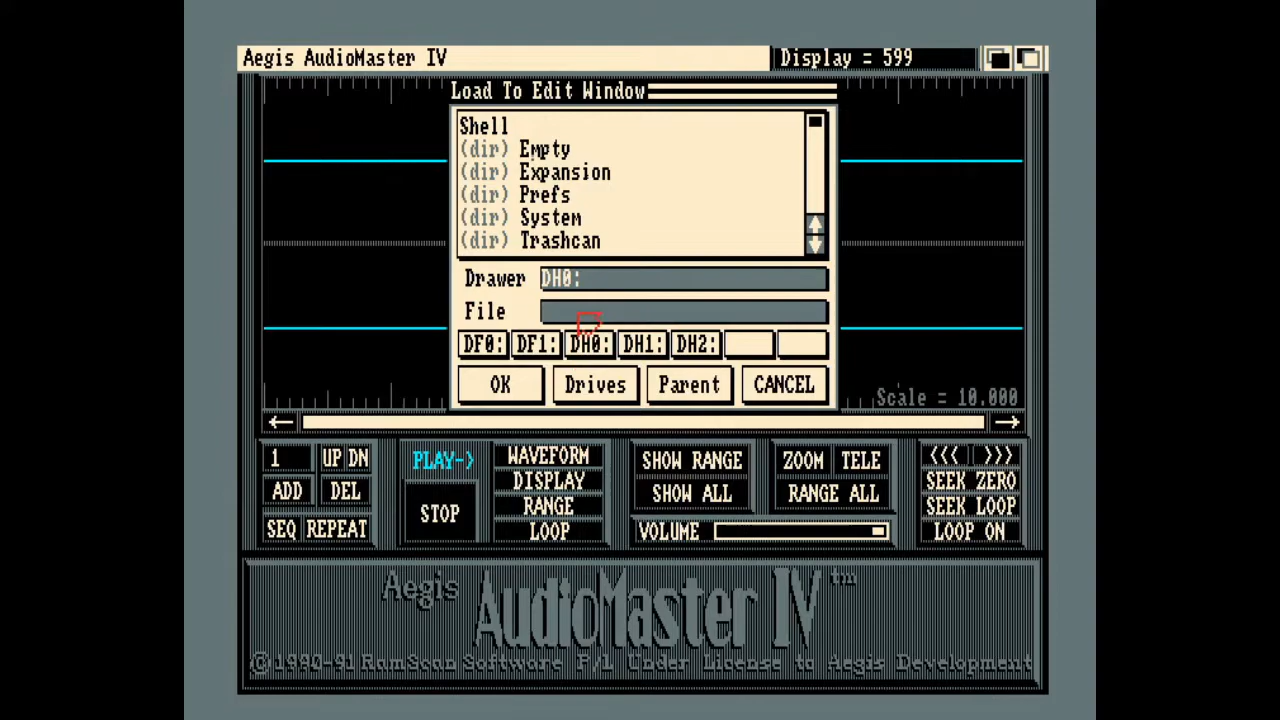 Aegis AudioMaster IV
Display = 599
Load To Edit Window
Shell
(dir) Empty
(dir) Expansion
(dir) Prefs
(dir) System
(dir) Trashcan
Drawer DH0:
File
DF0: DF1: DH0: DH1: DH2:
OK Drives Parent CANCEL
Scale = 10.000
1 UP DN
ADD DEL
SEQ REPEAT
PLAY->
STOP
WAVEFORM
DISPLAY
RANGE
LOOP
SHOW RANGE
SHOW ALL
ZOOM TELE
RANGE ALL
VOLUME
<<< >>>
SEEK ZERO
SEEK LOOP
LOOP ON
Aegis AudioMaster IV™
©1990-91 RamScan Software P/L Under License to Aegis Development